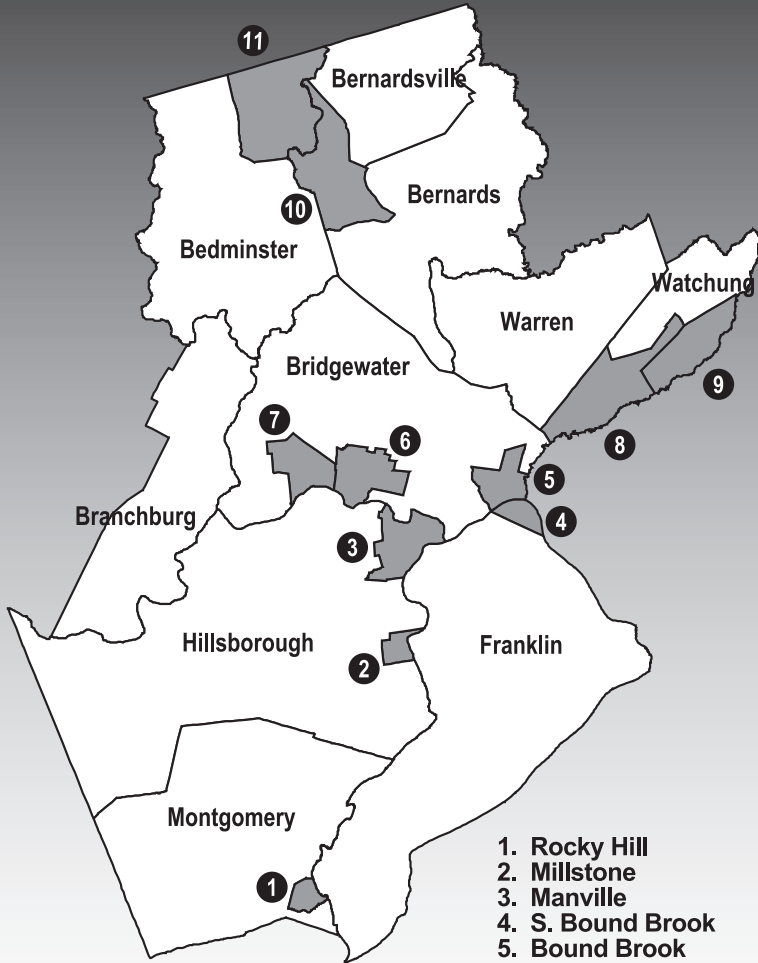 11
Bernardsville
Bernards
10
Bedminster
Watchung
Warren
Bridgewater
9
7
6
8
5
Branchburg
4
3
Hillsborough
Franklin
2
Montgomery
1
1. Rocky Hill
2. Millstone
3. Manville
4. S. Bound Brook
5. Bound Brook